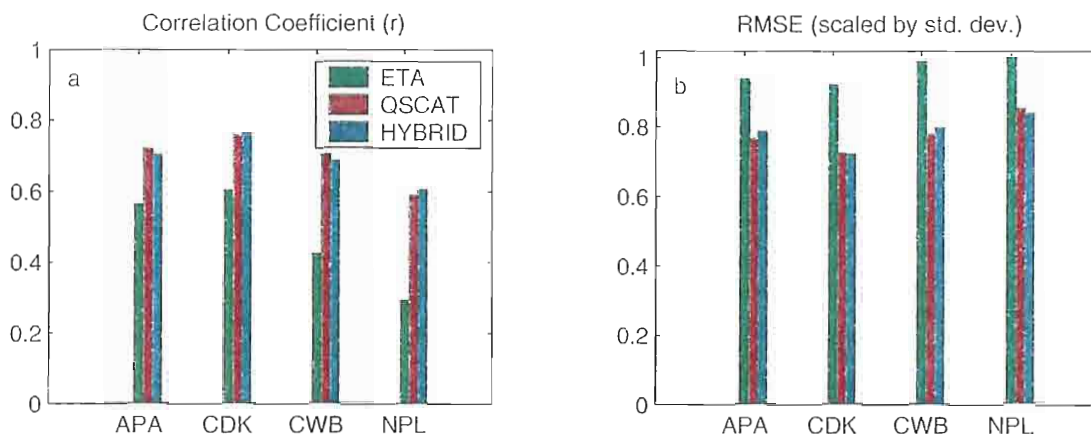 Correlation Coefficient (r)
1
0.8
0.6
0.4
0.2
0
a
ETA
QSCAT
HYBRID
APA CDK CWB NPL
RMSE (scaled by std. dev.)
1
0.8
0.6
0.4
0.2
0
b
APA CDK CWB NPL